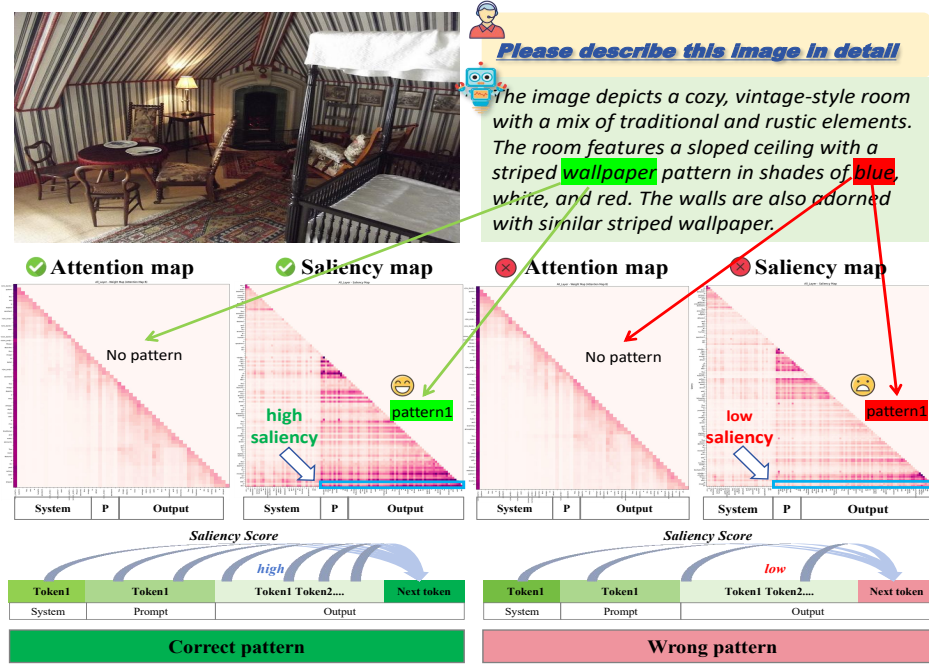 Please describe this image in detail
The image depicts a cozy, vintage-style room
with a mix of traditional and rustic elements.
The room features a sloped ceiling with a
striped wallpaper pattern in shades of blue,
white, and red. The walls are also adorned
with similar striped wallpaper.
Attention map
Saliency map
Attention map
Saliency map
No pattern
pattern1
high
saliency
No pattern
pattern1
low
saliency
System P Output
System P Output
System P Output
System P Output
Saliency Score
high
Token1 Token1 Token1 Token2.... Next token
System Prompt Output
Correct pattern
Saliency Score
low
Token1 Token1 Token1 Token2.... Next token
System Prompt Output
Wrong pattern